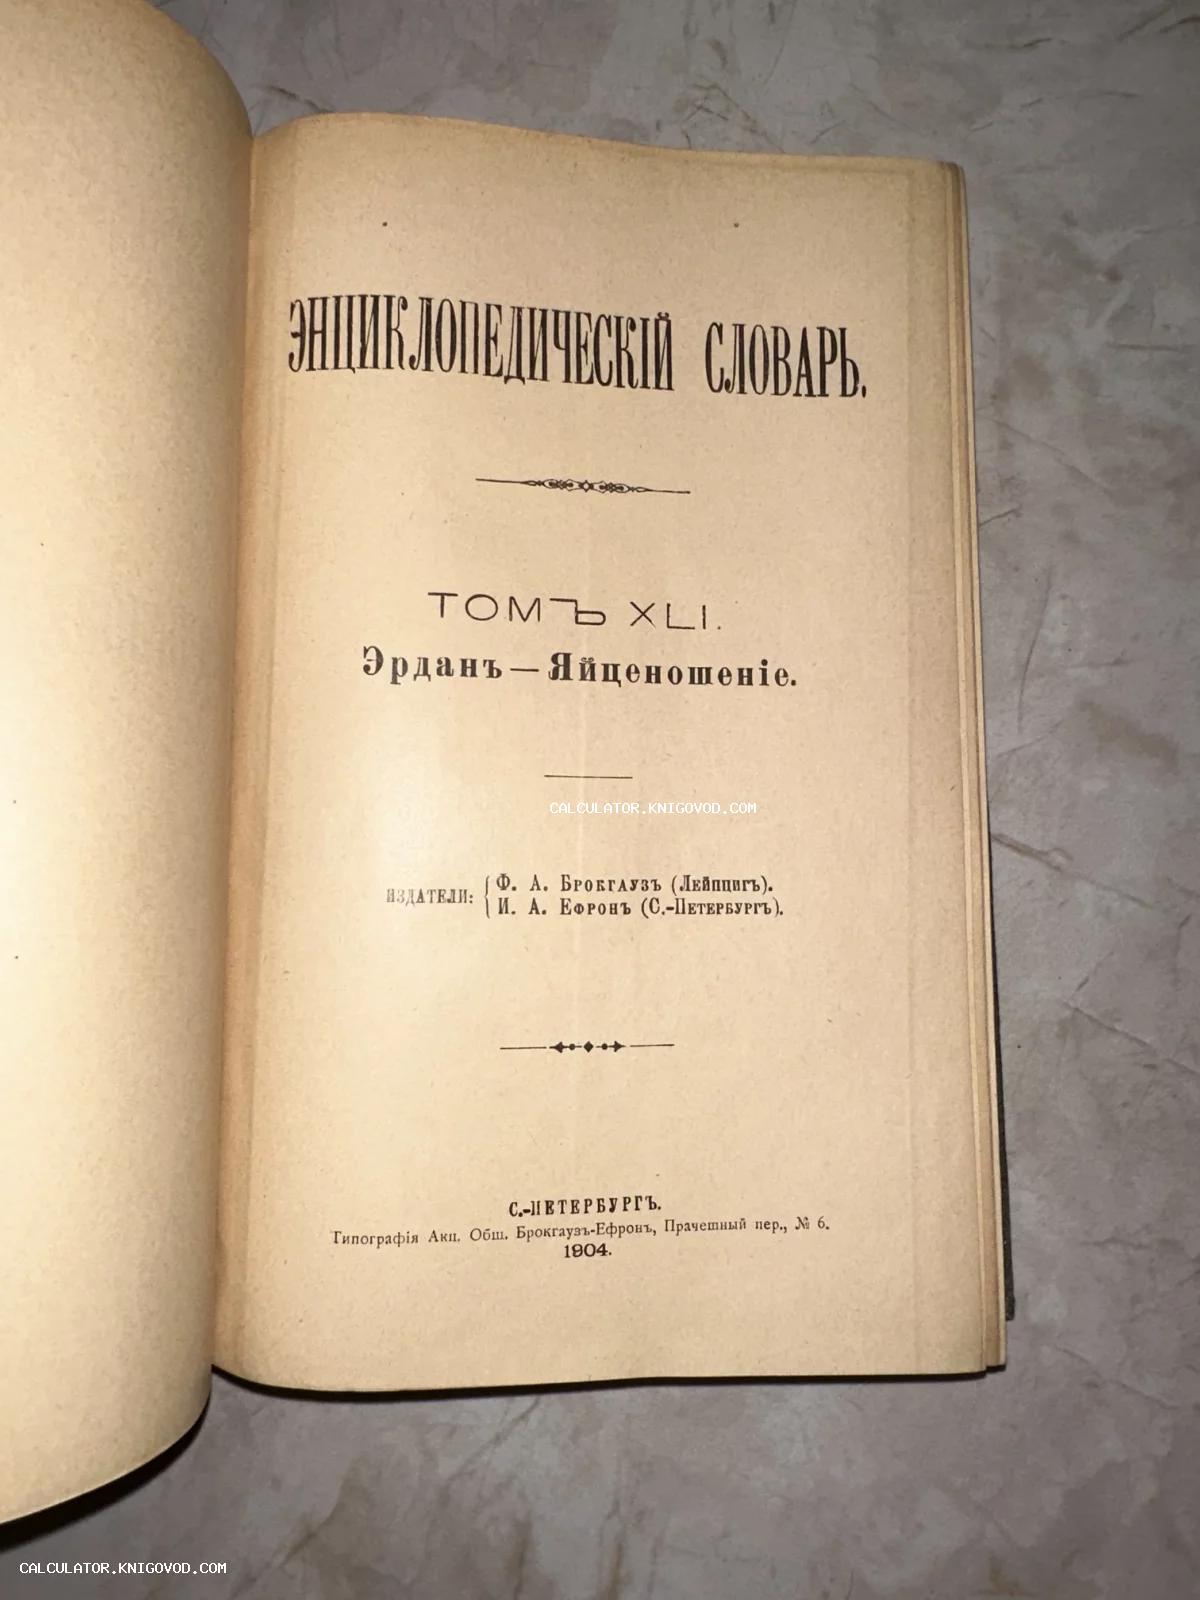 ЭНЦИКЛОПЕДИЧЕСКІЙ СЛОВАРЬ.
ТОМЪ XLI.
Эрданъ — Яйценошеніе.
CALCULATOR.KNIGOVOD.COM
ИЗДАТЕЛИ:
Ф. А. Брокгаузъ (Лейпцигъ).
И. А. Ефронъ (С.-Петербургъ).
С.-ПЕТЕРБУРГЪ.
Типографія Акц. Общ. Брокгаузъ-Ефронъ, Прачешный пер., № 6.
1904.
CALCULATOR.KNIGOVOD.COM